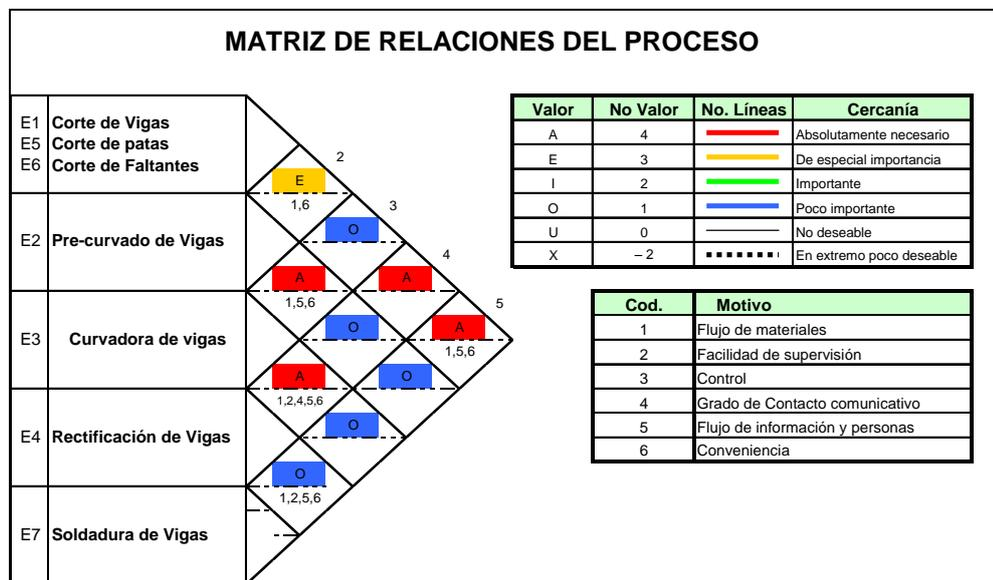 MATRIZ DE RELACIONES DEL PROCESO
E1 Corte de Vigas
E5 Corte de patas
E6 Corte de Faltantes
E2 Pre-curvado de Vigas
E3 Curvadora de vigas
E4 Rectificación de Vigas
E7 Soldadura de Vigas
2
3
4
5
E
1,6
O
A
1,5,6
A
O
A
1,5,6
A
1,2,4,5,6
O
O
O
1,2,5,6
Valor No Valor No. Líneas Cercanía
A 4 Absolutamente necesario
E 3 De especial importancia
I 2 Importante
O 1 Poco importante
U 0 No deseable
X – 2 En extremo poco deseable
Cod. Motivo
1 Flujo de materiales
2 Facilidad de supervisión
3 Control
4 Grado de Contacto comunicativo
5 Flujo de información y personas
6 Conveniencia